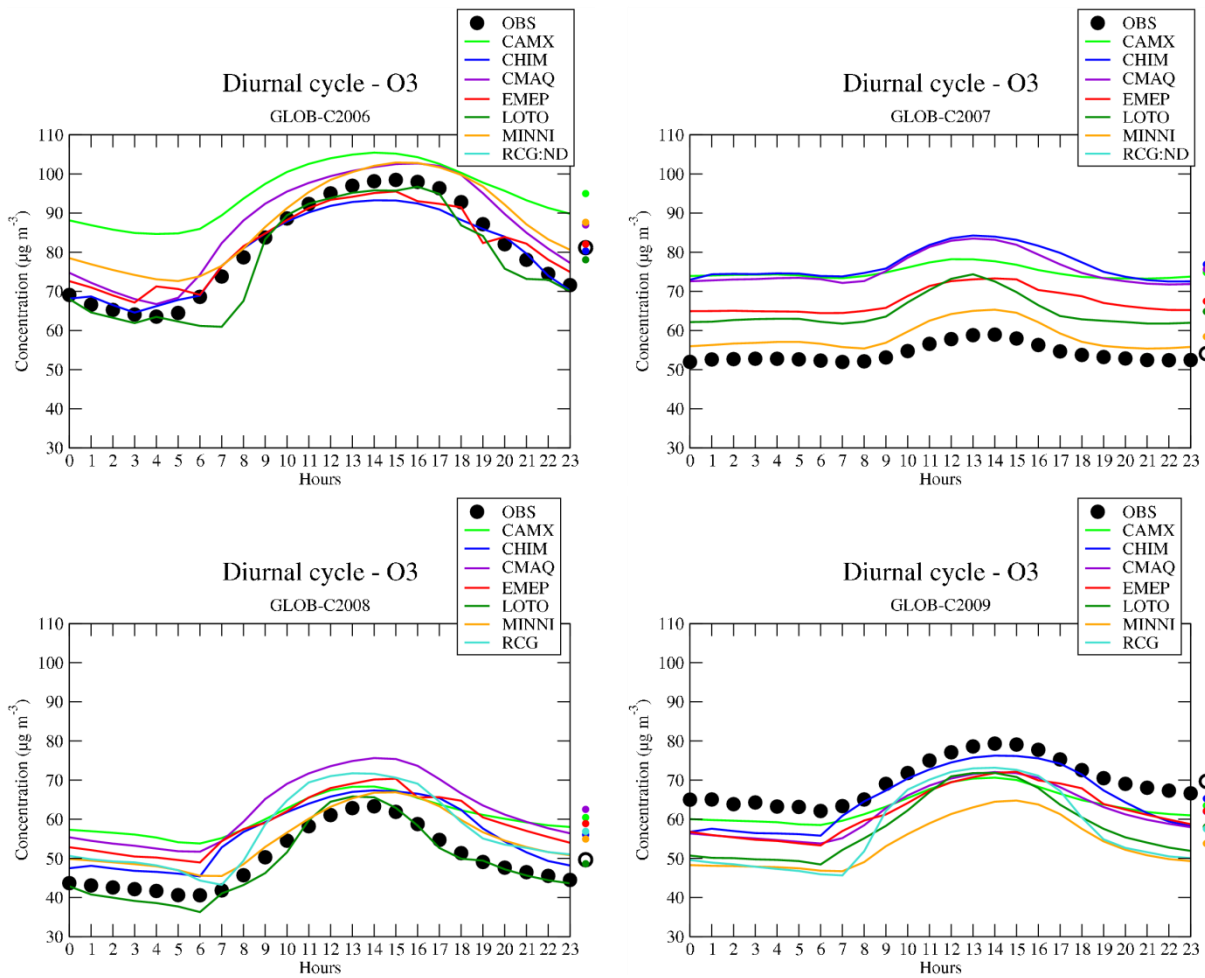 OBS
CAMX
CHIM
CMAQ
EMEP
LOTO
MINNI
RCG:ND
Diurnal cycle - O3
GLOB-C2006
Concentration (μg m⁻³)
110
100
90
80
70
60
50
40
30
0 1 2 3 4 5 6 7 8 9 10 11 12 13 14 15 16 17 18 19 20 21 22 23
Hours
OBS
CAMX
CHIM
CMAQ
EMEP
LOTO
MINNI
RCG:ND
Diurnal cycle - O3
GLOB-C2007
Concentration (μg m⁻³)
110
100
90
80
70
60
50
40
30
0 1 2 3 4 5 6 7 8 9 10 11 12 13 14 15 16 17 18 19 20 21 22 23
Hours
OBS
CAMX
CHIM
CMAQ
EMEP
LOTO
MINNI
RCG
Diurnal cycle - O3
GLOB-C2008
Concentration (μg m⁻³)
110
100
90
80
70
60
50
40
30
0 1 2 3 4 5 6 7 8 9 10 11 12 13 14 15 16 17 18 19 20 21 22 23
Hours
OBS
CAMX
CHIM
CMAQ
EMEP
LOTO
MINNI
RCG
Diurnal cycle - O3
GLOB-C2009
Concentration (μg m⁻³)
110
100
90
80
70
60
50
40
30
0 1 2 3 4 5 6 7 8 9 10 11 12 13 14 15 16 17 18 19 20 21 22 23
Hours